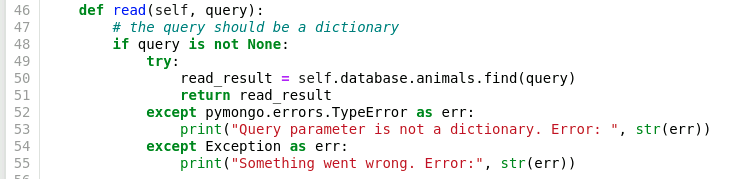 46     def read(self, query):
47         # the query should be a dictionary
48         if query is not None:
49             try:
50                 read_result = self.database.animals.find(query)
51                 return read_result
52             except pymongo.errors.TypeError as err:
53                 print("Query parameter is not a dictionary. Error: ", str(err))
54             except Exception as err:
55                 print("Something went wrong. Error:", str(err))